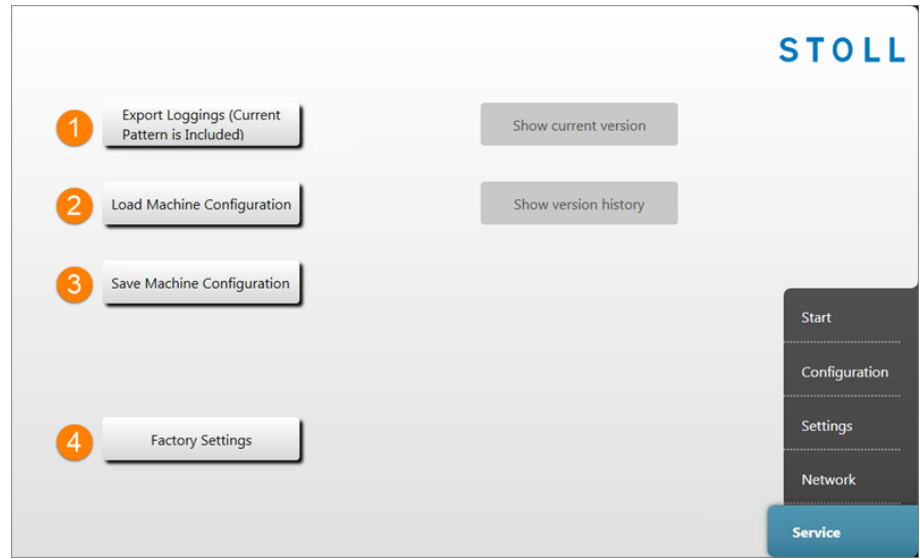 STOLL
1
Export Loggings (Current
Pattern is Included)
Show current version
2
Load Machine Configuration
Show version history
3
Save Machine Configuration
4
Factory Settings
Start
Configuration
Settings
Network
Service